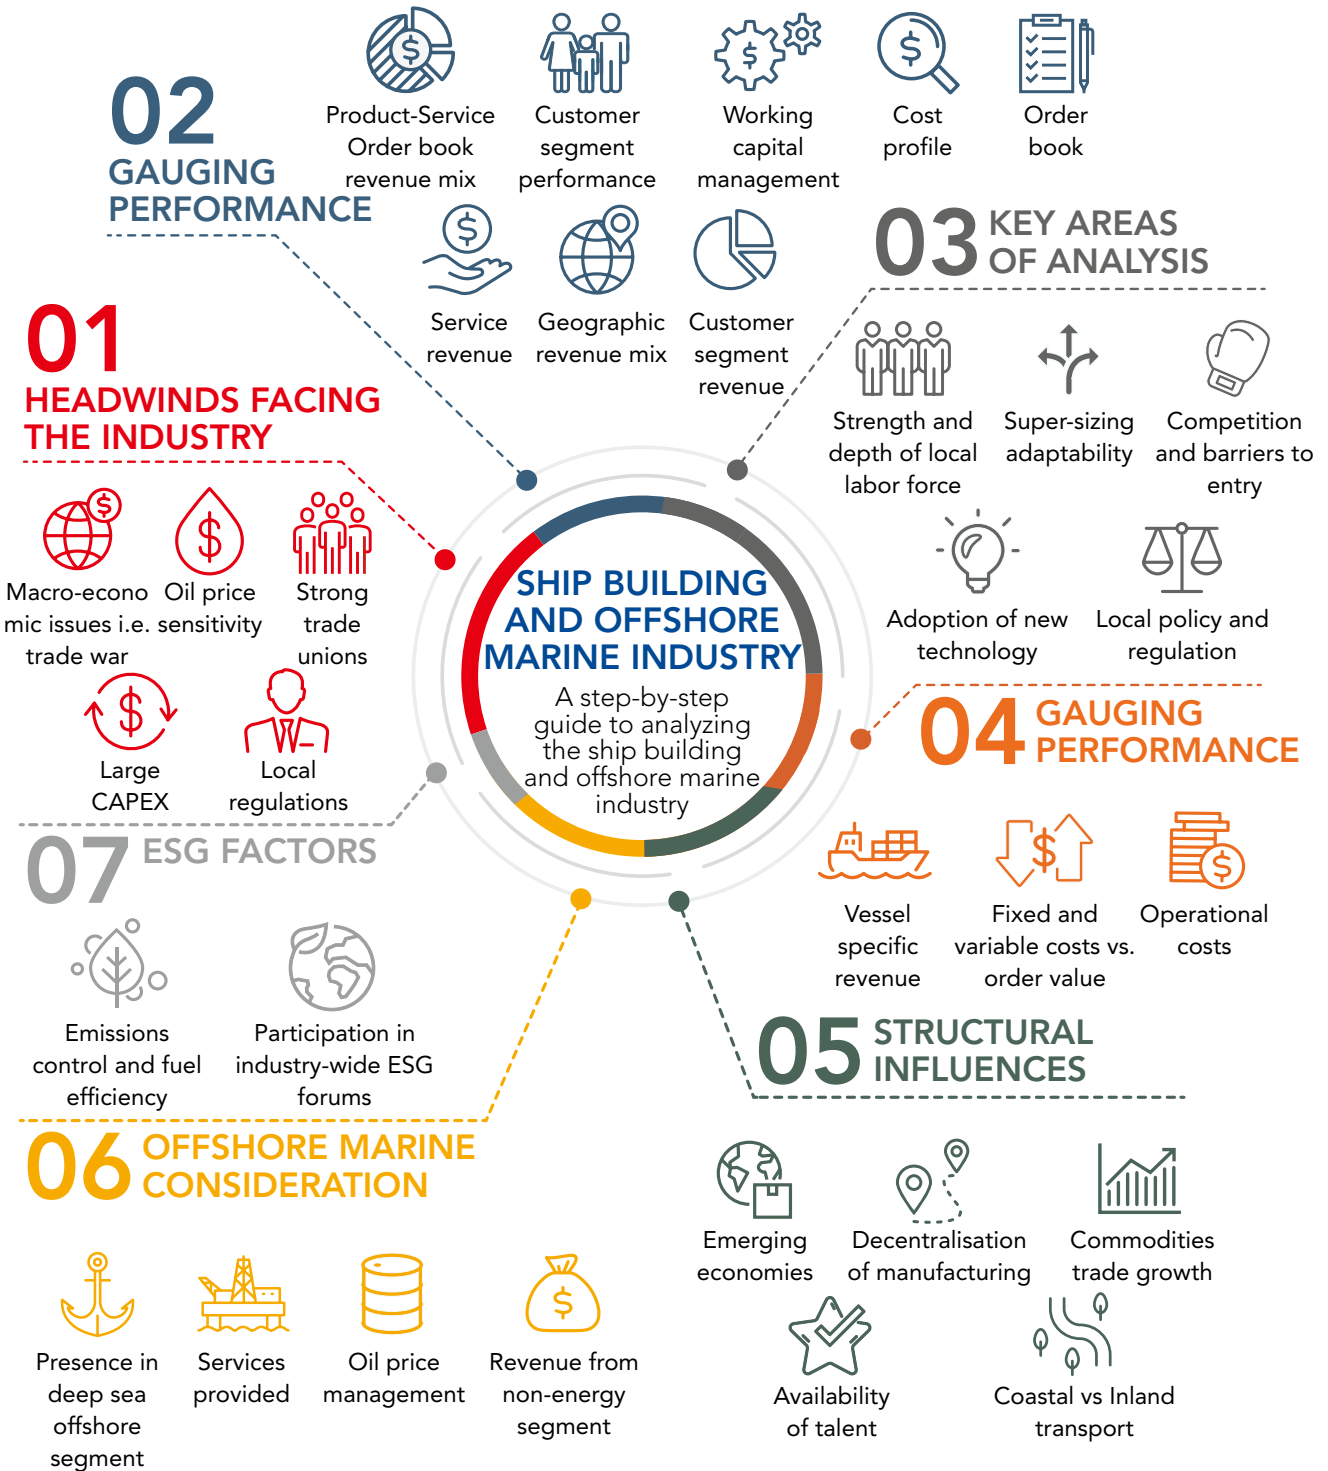 02
GAUGING
PERFORMANCE
Product-Service
Order book
revenue mix
Customer
segment
performance
Working
capital
management
Cost
profile
Order
book
Service
revenue
Geographic
revenue mix
Customer
segment
revenue
03
KEY AREAS
OF ANALYSIS
Strength and
depth of local
labor force
Super-sizing
adaptability
Competition
and barriers to
entry
Adoption of new
technology
Local policy and
regulation
01
HEADWINDS FACING
THE INDUSTRY
Macro-econo
mic issues i.e.
trade war
Oil price
sensitivity
Strong
trade
unions
Large
CAPEX
Local
regulations
SHIP BUILDING
AND OFFSHORE
MARINE INDUSTRY
A step-by-step
guide to analyzing
the ship building
and offshore marine
industry
04
GAUGING
PERFORMANCE
Vessel
specific
revenue
Fixed and
variable costs vs.
order value
Operational
costs
07
ESG FACTORS
Emissions
control and fuel
efficiency
Participation in
industry-wide ESG
forums
05
STRUCTURAL
INFLUENCES
Emerging
economies
Decentralisation
of manufacturing
Commodities
trade growth
Availability
of talent
Coastal vs Inland
transport
06
OFFSHORE MARINE
CONSIDERATION
Presence in
deep sea
offshore
segment
Services
provided
Oil price
management
Revenue from
non-energy
segment